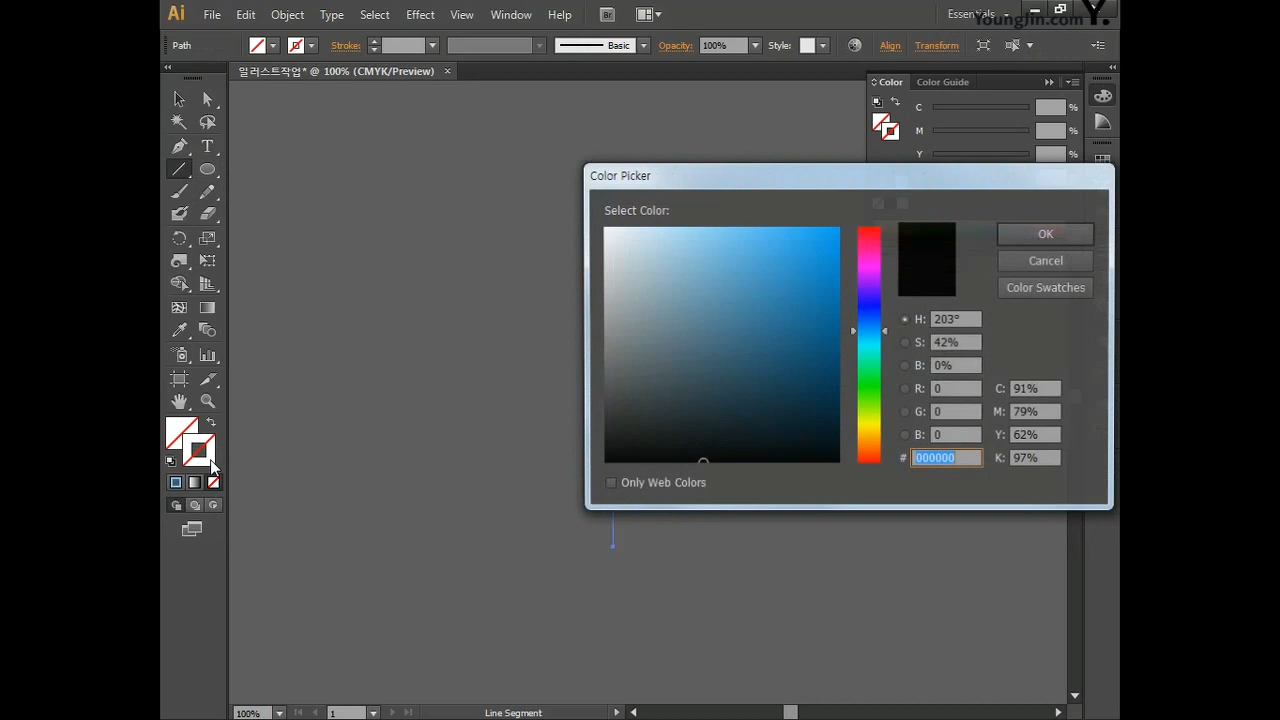 Ai File Edit Object Type Select Effect View Window Help Br Essentials
Youngjin.com Y.
Path Stroke: Basic Opacity: 100% Style: Align Transform
일러스트작업* @ 100% (CMYK/Preview) ×
Color Color Guide
C %
M %
Y %
T
Color Picker
Select Color:
OK
Cancel
Color Swatches
H: 203°
S: 42%
B: 0%
R: 0 C: 91%
G: 0 M: 79%
B: 0 Y: 62%
# 000000 K: 97%
Only Web Colors
100% 1 Line Segment